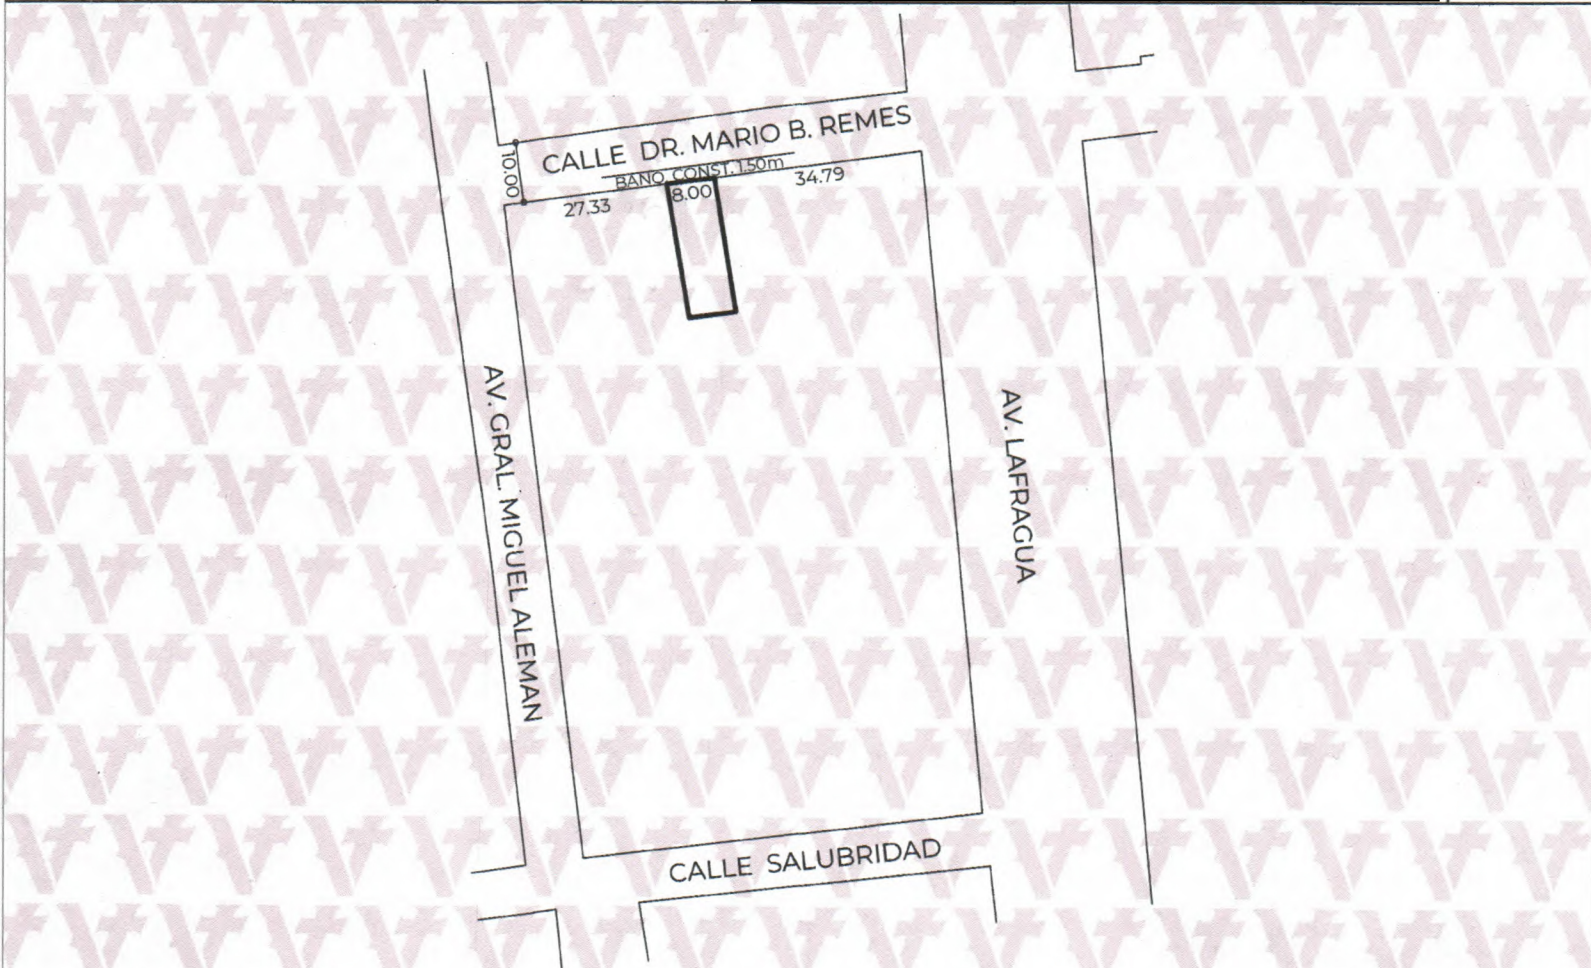 CALLE DR. MARIO B. REMES
BANO CONST. 1.50m
10.00
27.33
8.00
34.79
AV. GRAL. MIGUEL ALEMAN
AV. LAFRAGUA
CALLE SALUBRIDAD